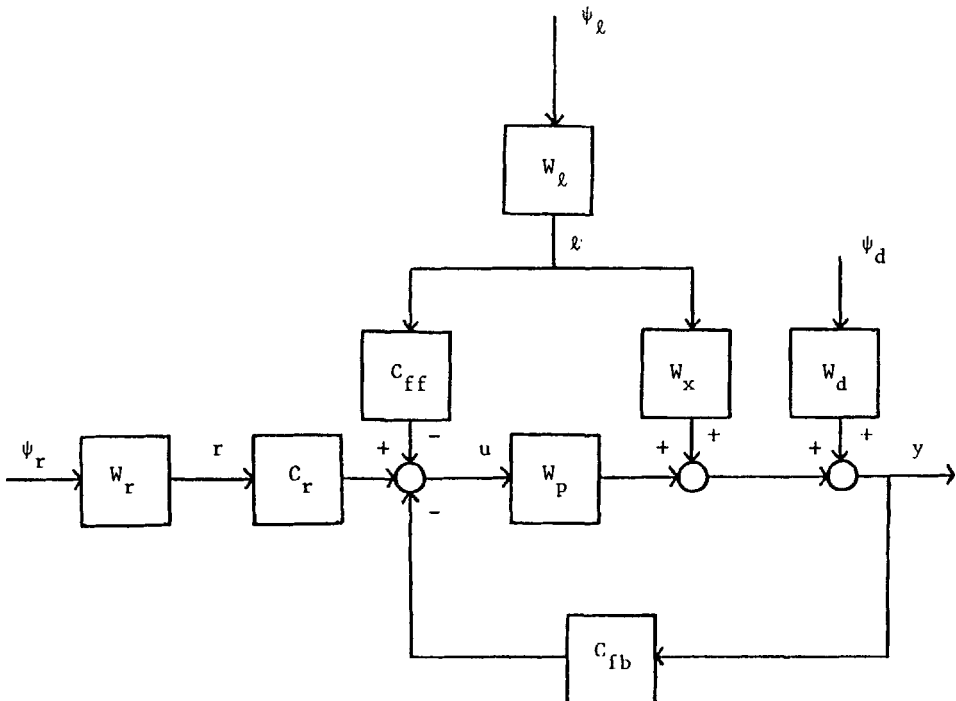 ψ_ℓ
W_ℓ
ℓ
ψ_d
C_ff
W_x
W_d
+ − + + + +
ψ_r
W_r
r
C_r
u
W_p
y
−
C_fb